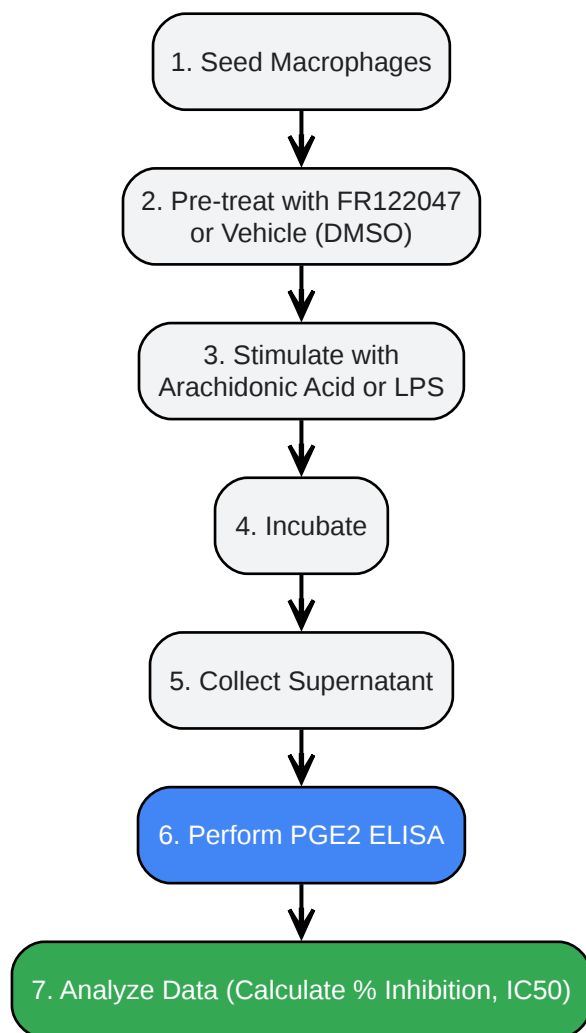 1. Seed Macrophages
2. Pre-treat with FR122047
or Vehicle (DMSO)
3. Stimulate with
Arachidonic Acid or LPS
4. Incubate
5. Collect Supernatant
6. Perform PGE2 ELISA
7. Analyze Data (Calculate % Inhibition, IC50)